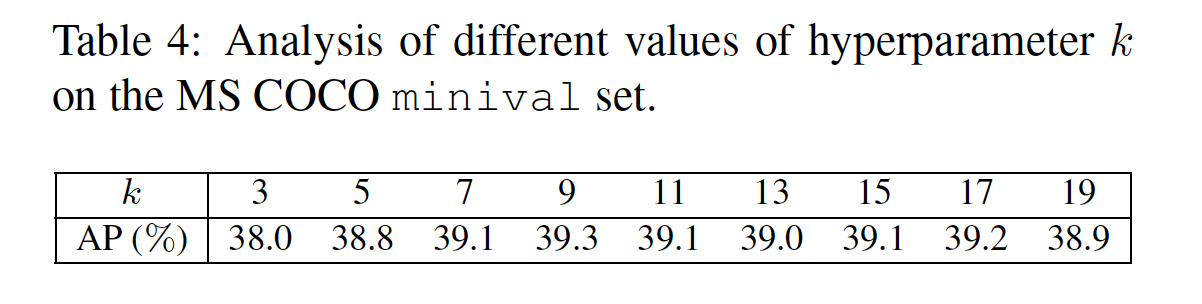 Table 4: Analysis of different values of hyperparameter k
on the MS COCO minival set.
k 3 5 7 9 11 13 15 17 19
AP (%) 38.0 38.8 39.1 39.3 39.1 39.0 39.1 39.2 38.9